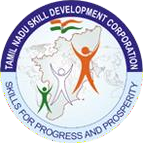 TAMIL NADU SKILL DEVELOPMENT CORPORATION
SKILLS FOR PROGRESS AND PROSPERITY